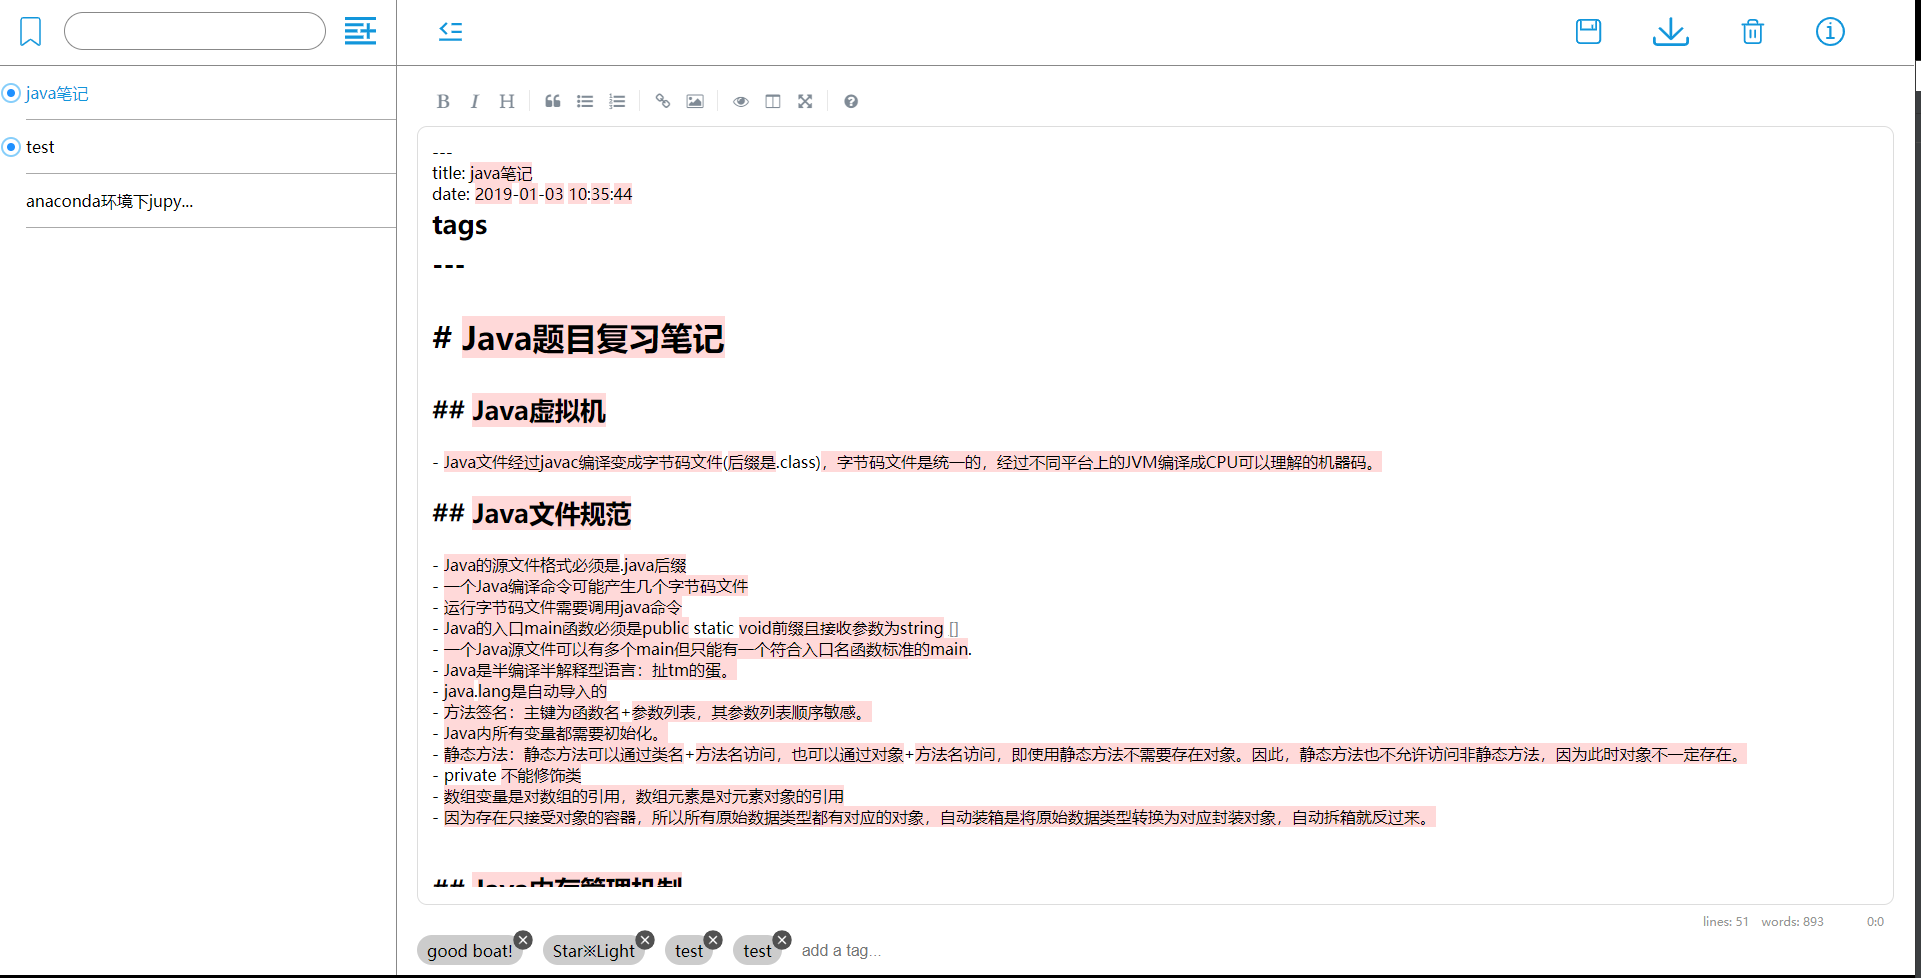 java笔记
test
anaconda环境下jupy...
---
title: java笔记
date: 2019-01-03 10:35:44
tags
---
# Java题目复习笔记
## Java虚拟机
- Java文件经过javac编译变成字节码文件(后缀是.class)，字节码文件是统一的，经过不同平台上的JVM编译成CPU可以理解的机器码。
## Java文件规范
- Java的源文件格式必须是.java后缀
- 一个Java编译命令可能产生几个字节码文件
- 运行字节码文件需要调用java命令
- Java的入口main函数必须是public static void前缀且接收参数为string []
- 一个Java源文件可以有多个main但只能有一个符合入口名函数标准的main.
- Java是半编译半解释型语言：扯tm的蛋。
- java.lang是自动导入的
- 方法签名：主键为函数名+参数列表，其参数列表顺序敏感。
- Java内所有变量都需要初始化。
- 静态方法：静态方法可以通过类名+方法名访问，也可以通过对象+方法名访问，即使用静态方法不需要存在对象。因此，静态方法也不允许访问非静态方法，因为此时对象不一定存在。
- private 不能修饰类
- 数组变量是对数组的引用，数组元素是对元素对象的引用
- 因为存在只接受对象的容器，所以所有原始数据类型都有对应的对象，自动装箱是将原始数据类型转换为对应封装对象，自动拆箱就反过来。
## Java内存管理机制
lines: 51 words: 893 0:0
good boat! Star※Light test test add a tag...